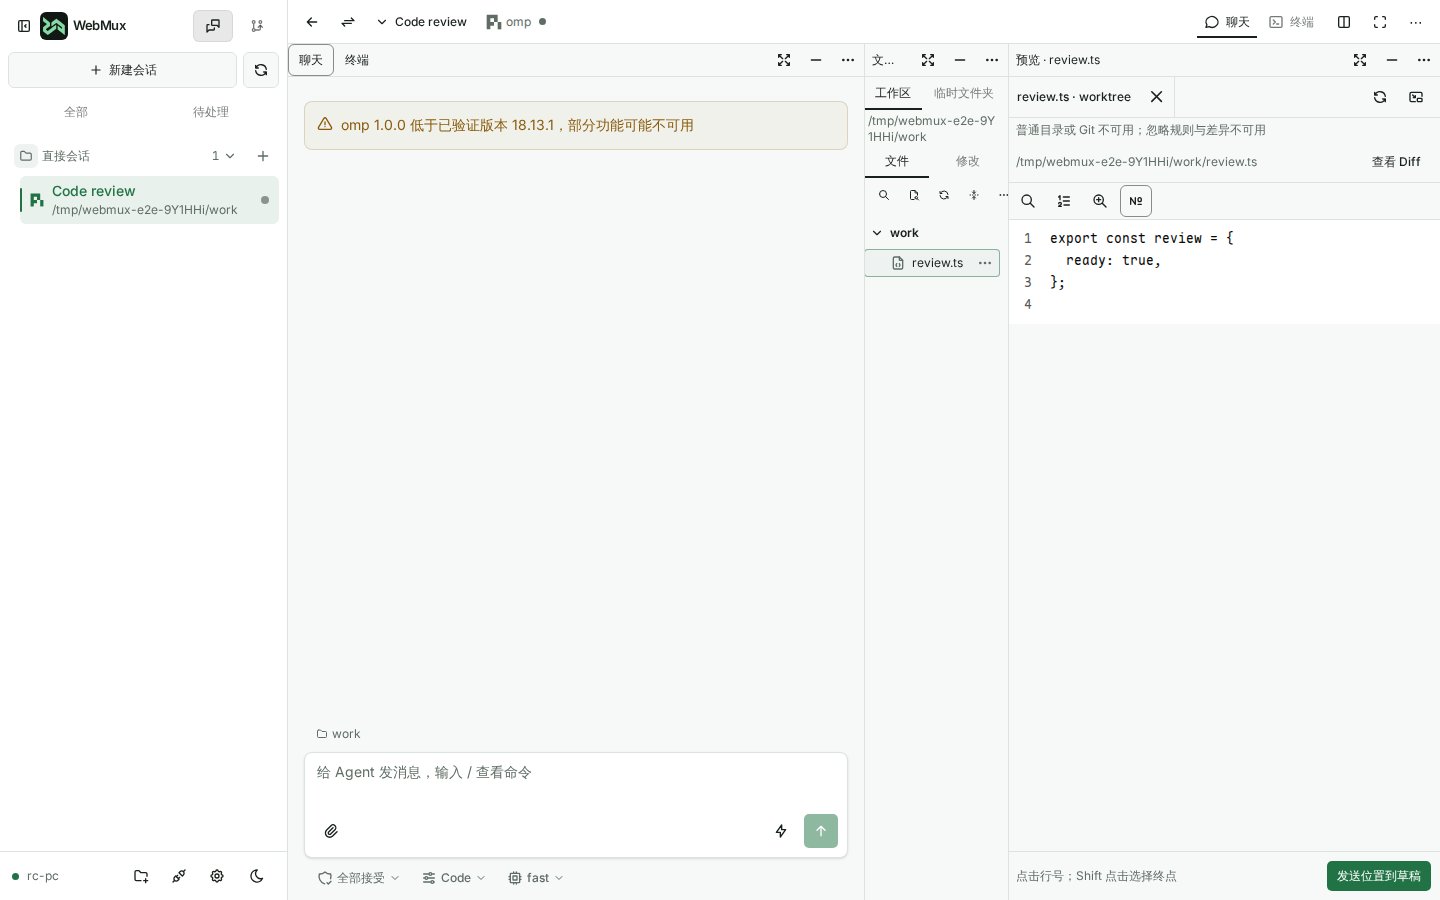 WebMux
新建会话
全部
待处理
直接会话
1
Code review
/tmp/webmux-e2e-9Y1HHi/work
rc-pc
Code review
omp
聊天
终端
聊天
终端
omp 1.0.0 低于已验证版本 18.13.1，部分功能可能不可用
work
给 Agent 发消息，输入 / 查看命令
全部接受
Code
fast
文...
工作区
临时文件夹
/tmp/webmux-e2e-9Y
1HHi/work
文件
修改
work
review.ts
预览 · review.ts
review.ts · worktree
普通目录或 Git 不可用；忽略规则与差异不可用
/tmp/webmux-e2e-9Y1HHi/work/review.ts
查看 Diff
Nº
1 export const review = {
2   ready: true,
3 };
4
点击行号；Shift 点击选择终点
发送位置到草稿